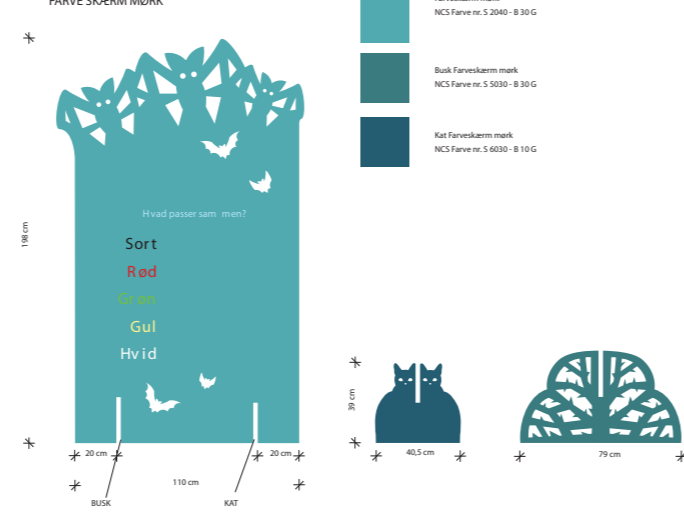 FARVE SKÆRM MØRK
NCS Farve nr. S 2040 - B 30 G
Busk Farveskærm mørk
NCS Farve nr. S 5030 - B 30 G
Kat Farveskærm mørk
NCS Farve nr. S 6030 - B 10 G
198 cm
Hvad passer sam men?
Sort
Rød
Grøn
Gul
Hvid
39 cm
20 cm
20 cm
40,5 cm
79 cm
110 cm
BUSK
KAT